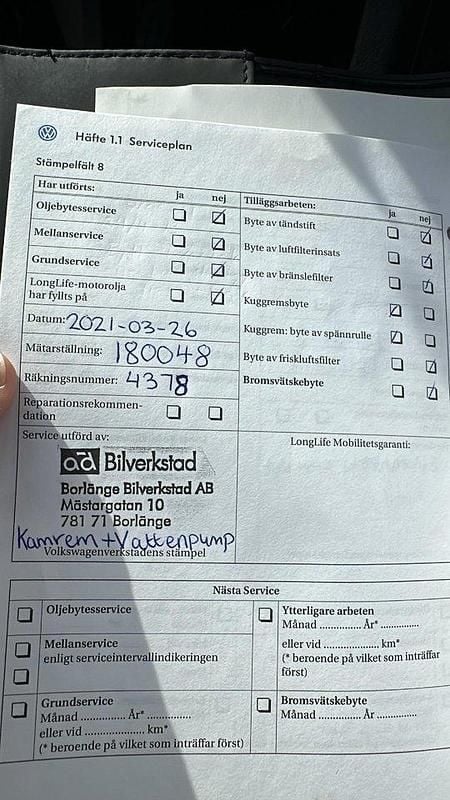 Häfte 1.1 Serviceplan
Stämpelfält 8
Har utförts: ja nej
Oljebytesservice
Mellanservice
Grundservice
LongLife-motorolja
har fyllts på
Datum: 2021-03-26
Mätarställning: 180048
Räkningsnummer: 4378
Reparationsrekommen-
dation
Service utförd av:
ad Bilverkstad
Borlänge Bilverkstad AB
Mästargatan 10
781 71 Borlänge
Kamrem + Vattenpump
Volkswagenverkstadens stämpel
Tilläggsarbeten: ja nej
Byte av tändstift
Byte av luftfilterinsats
Byte av bränslefilter
Kuggremsbyte
Kuggrem: byte av spännrulle
Byte av friskluftsfilter
Bromsvätskebyte
LongLife Mobilitetsgaranti:
Nästa Service
Oljebytesservice
Mellanservice
enligt serviceintervallindikeringen
Grundservice
Månad .............. År* ..............
eller vid ................... km*
(* beroende på vilket som inträffar först)
Ytterligare arbeten
Månad .............. År* .............
eller vid .................. km*
(* beroende på vilket som inträffar
först)
Bromsvätskebyte
Månad .............. År .............